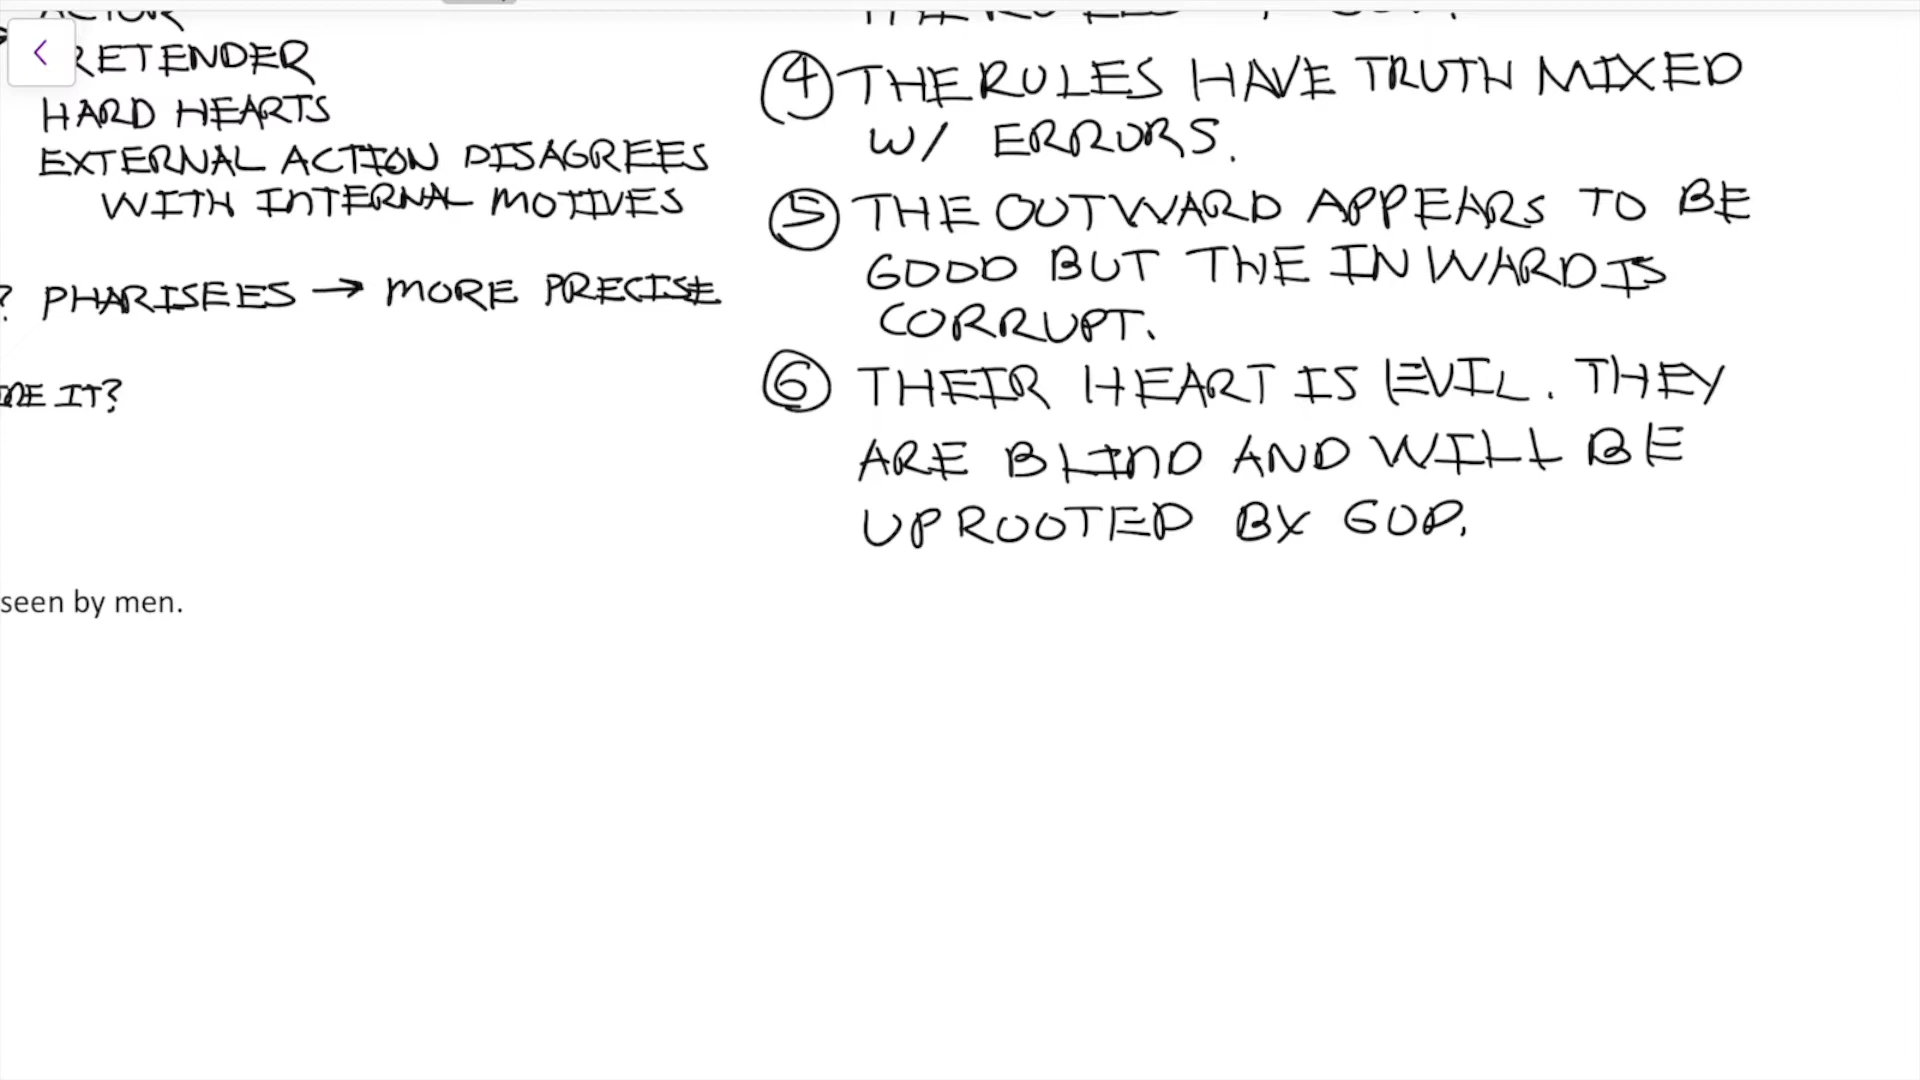 RETENDER
HARD HEARTS
EXTERNAL ACTION DISAGREES
WITH INTERNAL MOTIVES
? PHARISEES → MORE PRECISE
IT?
seen by men.
④ THE RULES HAVE TRUTH MIXED
W/ ERRORS.
⑤ THE OUTWARD APPEARS TO BE
GOOD BUT THE INWARD IS
CORRUPT.
⑥ THEIR HEART IS EVIL. THEY
ARE BLIND AND WILL BE
UPROOTED BY GOD.